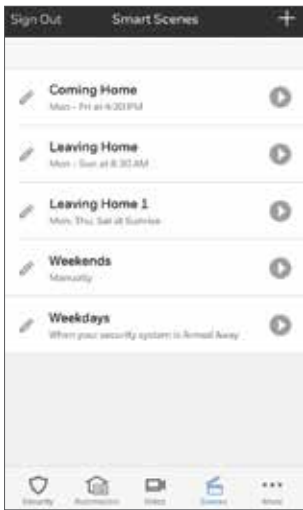 Sign Out Smart Scenes +
Coming Home
Mon - Fri at 4:30 PM
Leaving Home
Mon - Sun at 8:30 AM
Leaving Home 1
Mon, Thu, Sat at Sunrise
Weekends
Manually
Weekdays
When your security system is Armed Away
Security Automation Video Scenes More